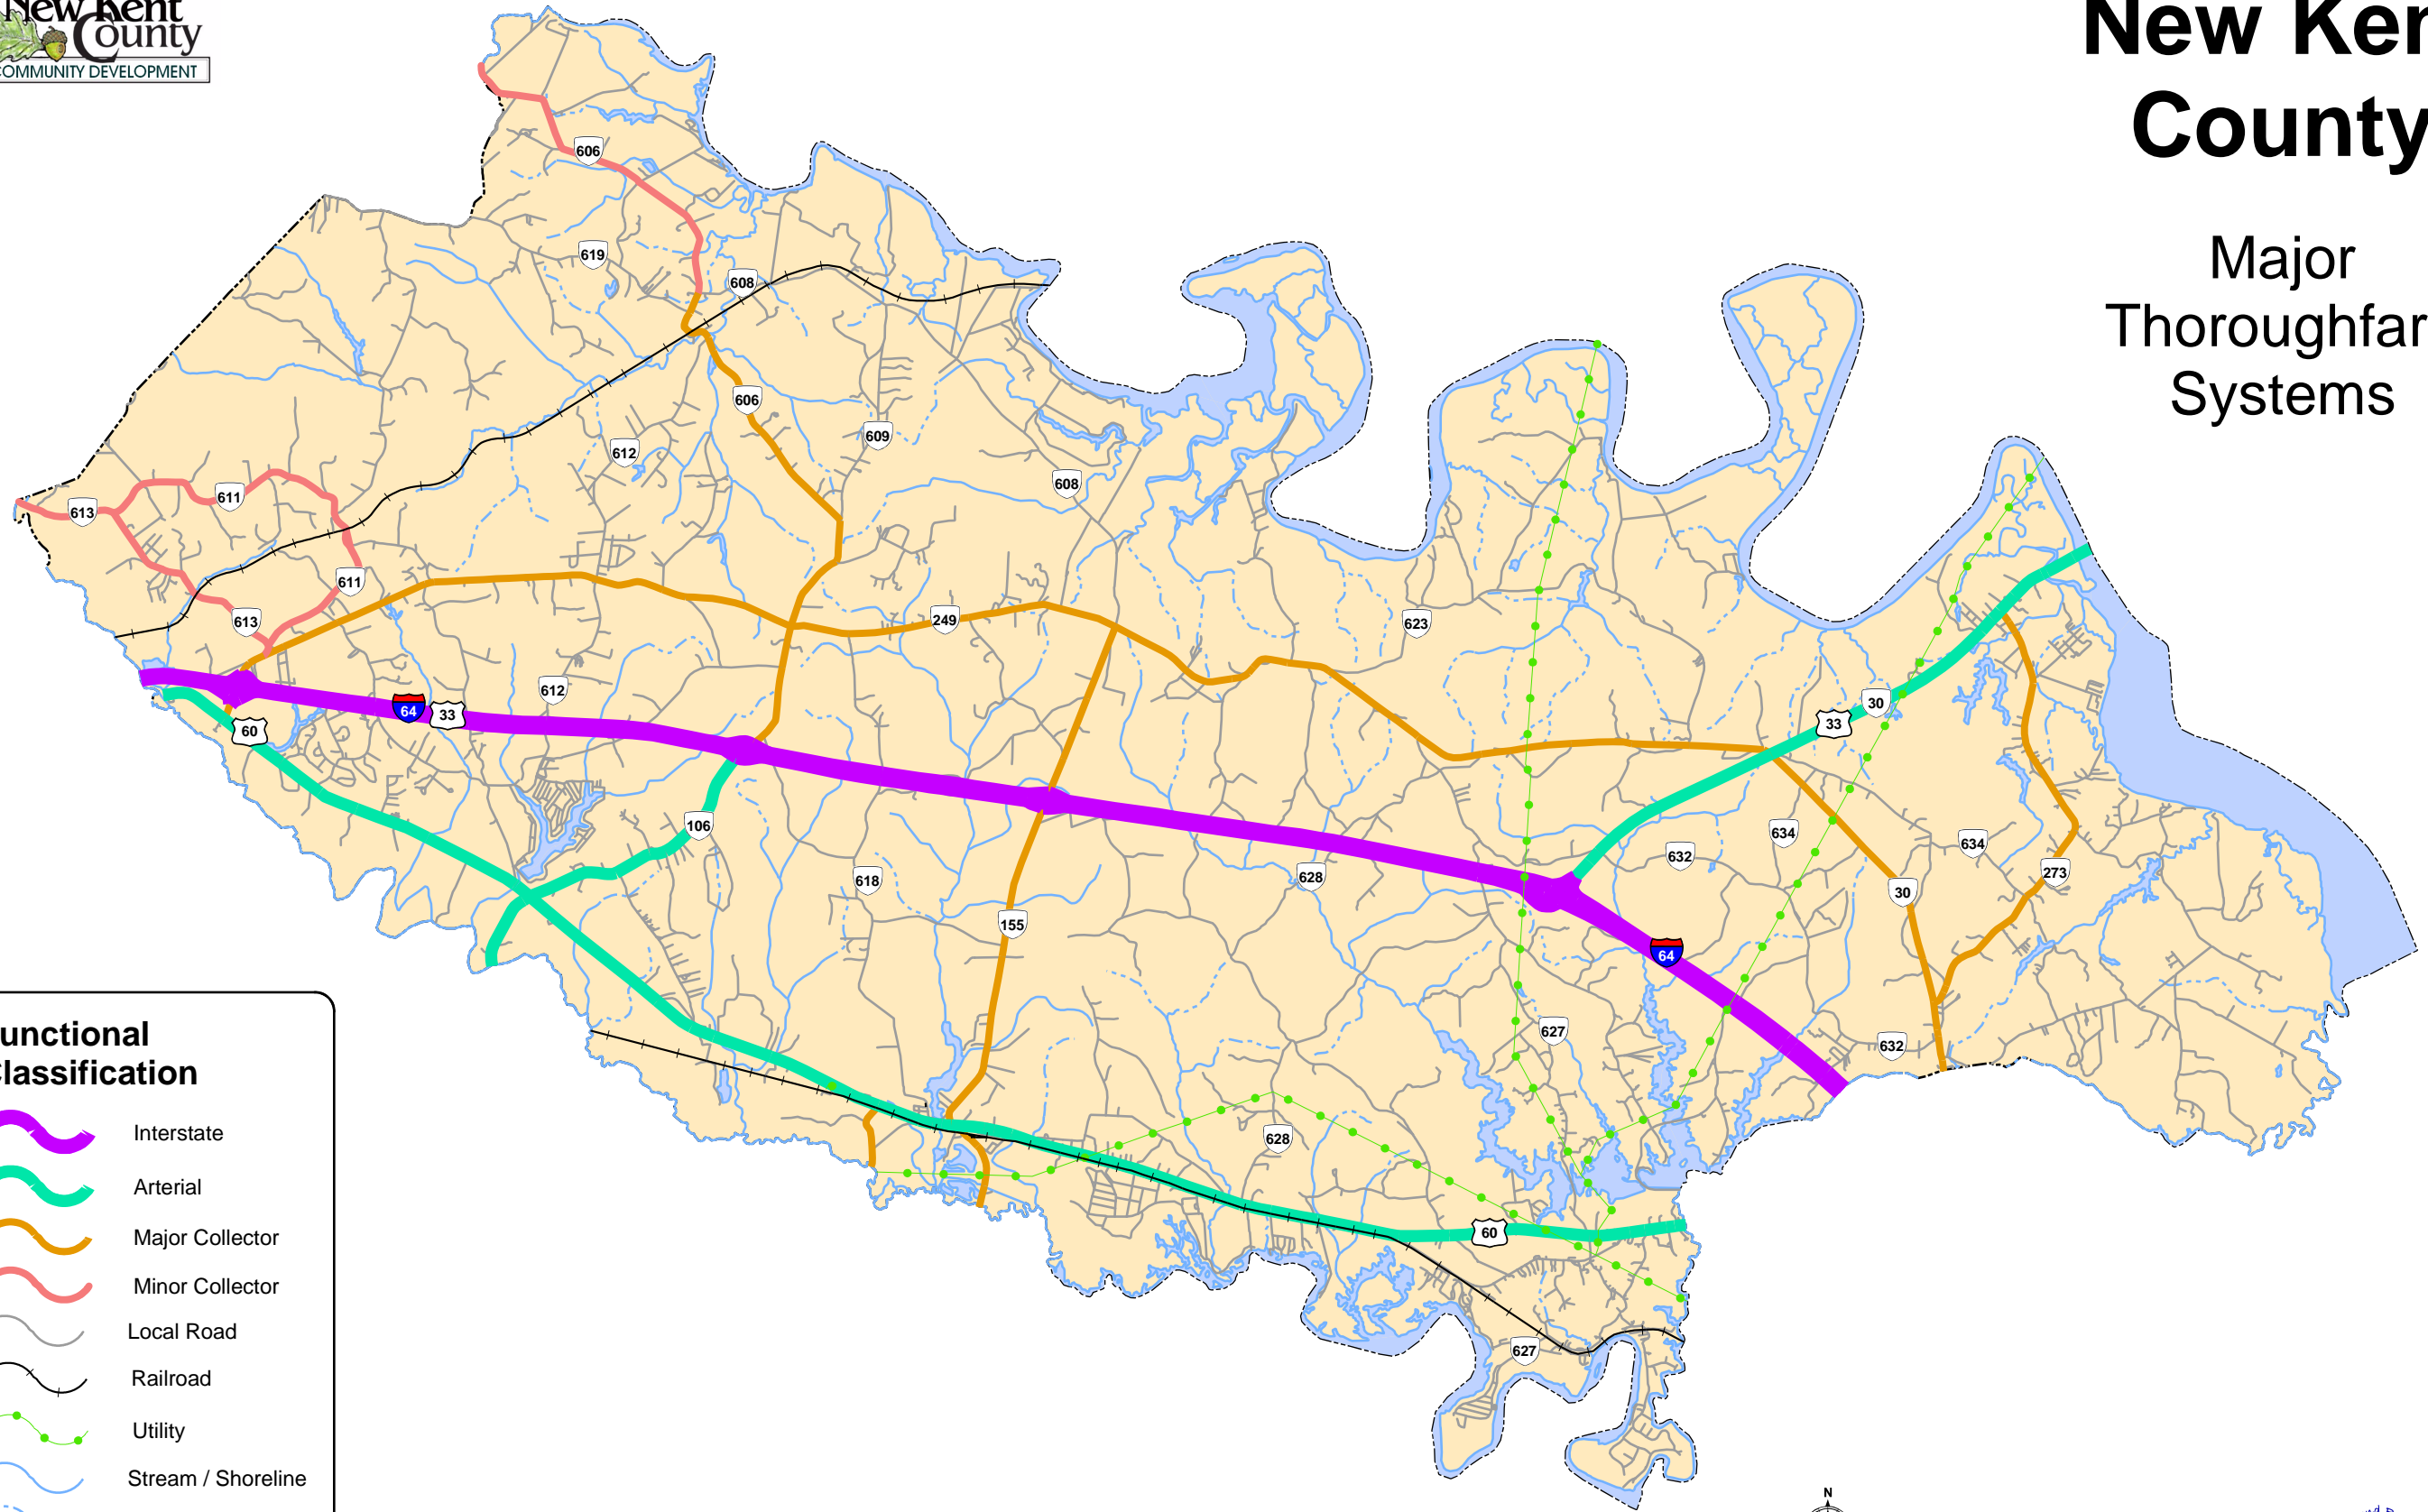 New Kent
County
COMMUNITY DEVELOPMENT
New Ken
County
Major
Thoroughfar
Systems
606
619
608
606
609
612
608
611
613
611
613
249
623
612
64
33
60
30
33
106
634
632
634
618
628
273
30
155
64
627
632
628
60
627
unctional
lassification
Interstate
Arterial
Major Collector
Minor Collector
Local Road
Railroad
Utility
Stream / Shoreline
N